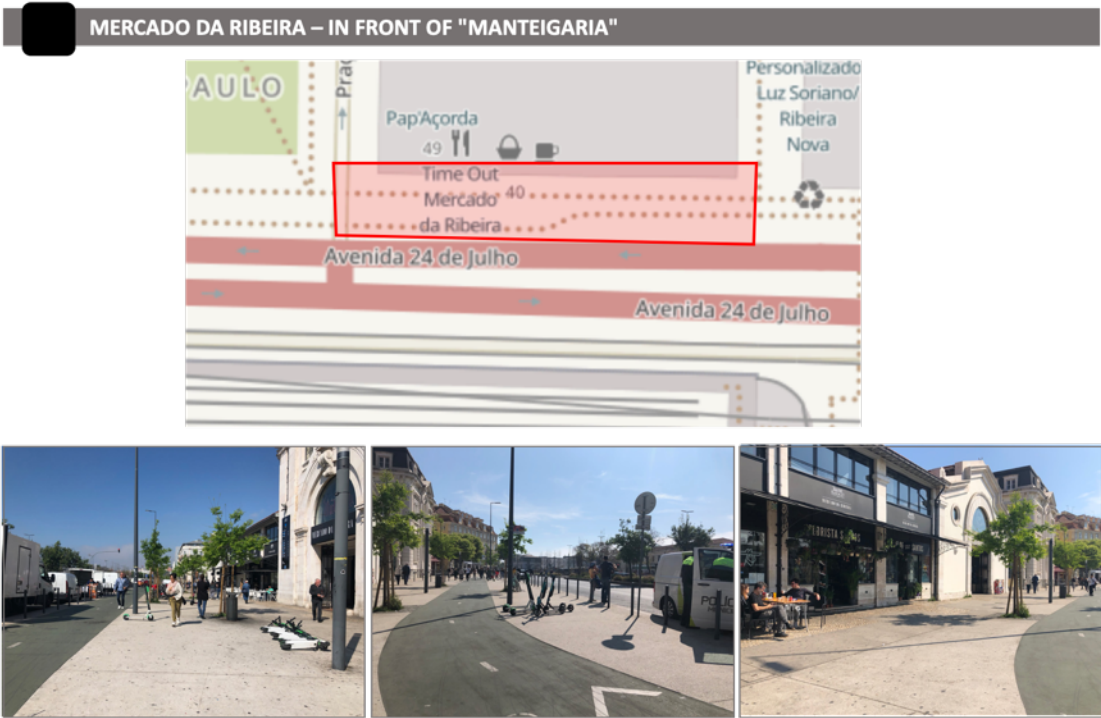 MERCADO DA RIBEIRA – IN FRONT OF "MANTEIGARIA"
PAULO
Praç
Personalizado
Luz Soriano/
Ribeira
Nova
Pap'Açorda
49
Time Out
Mercado
da Ribeira
40
Avenida 24 de Julho
Avenida 24 de Julho